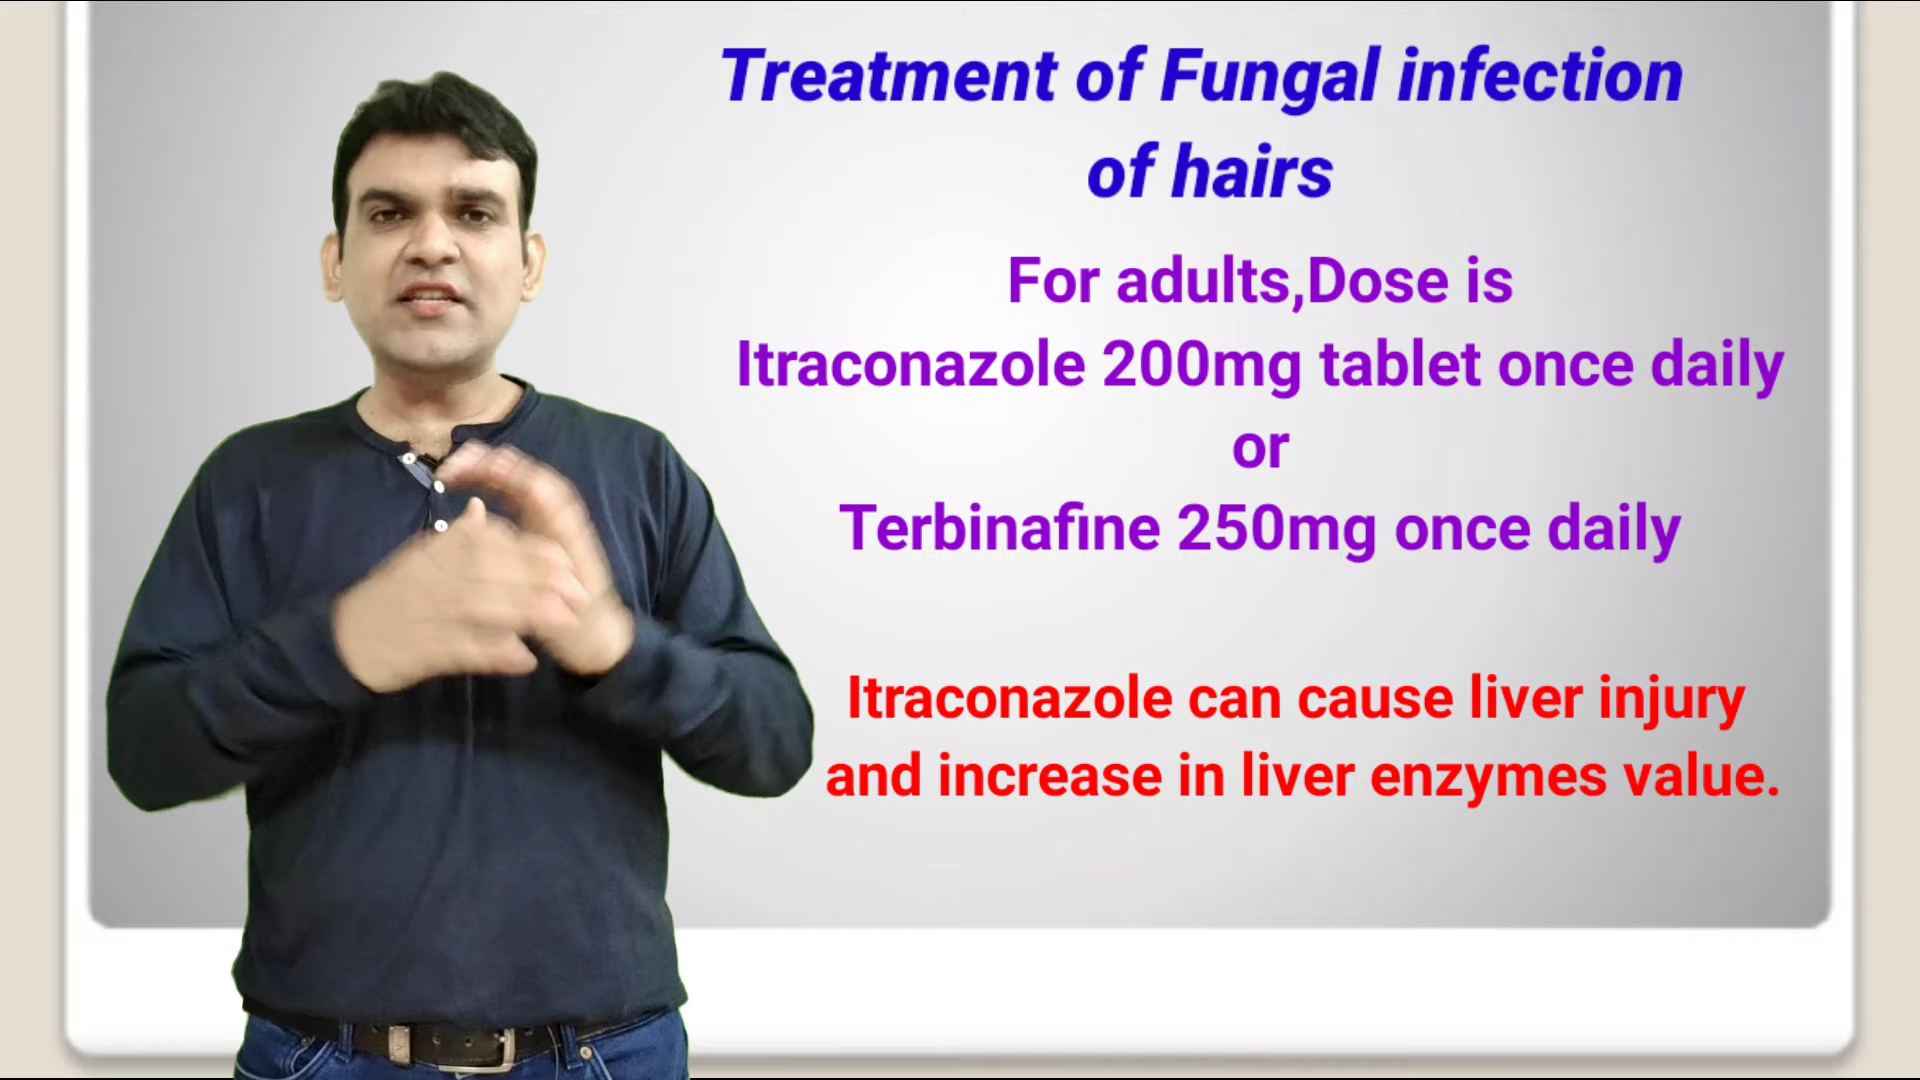 Treatment of Fungal infection
of hairs
For adults,Dose is
Itraconazole 200mg tablet once daily
or
Terbinafine 250mg once daily
Itraconazole can cause liver injury
and increase in liver enzymes value.